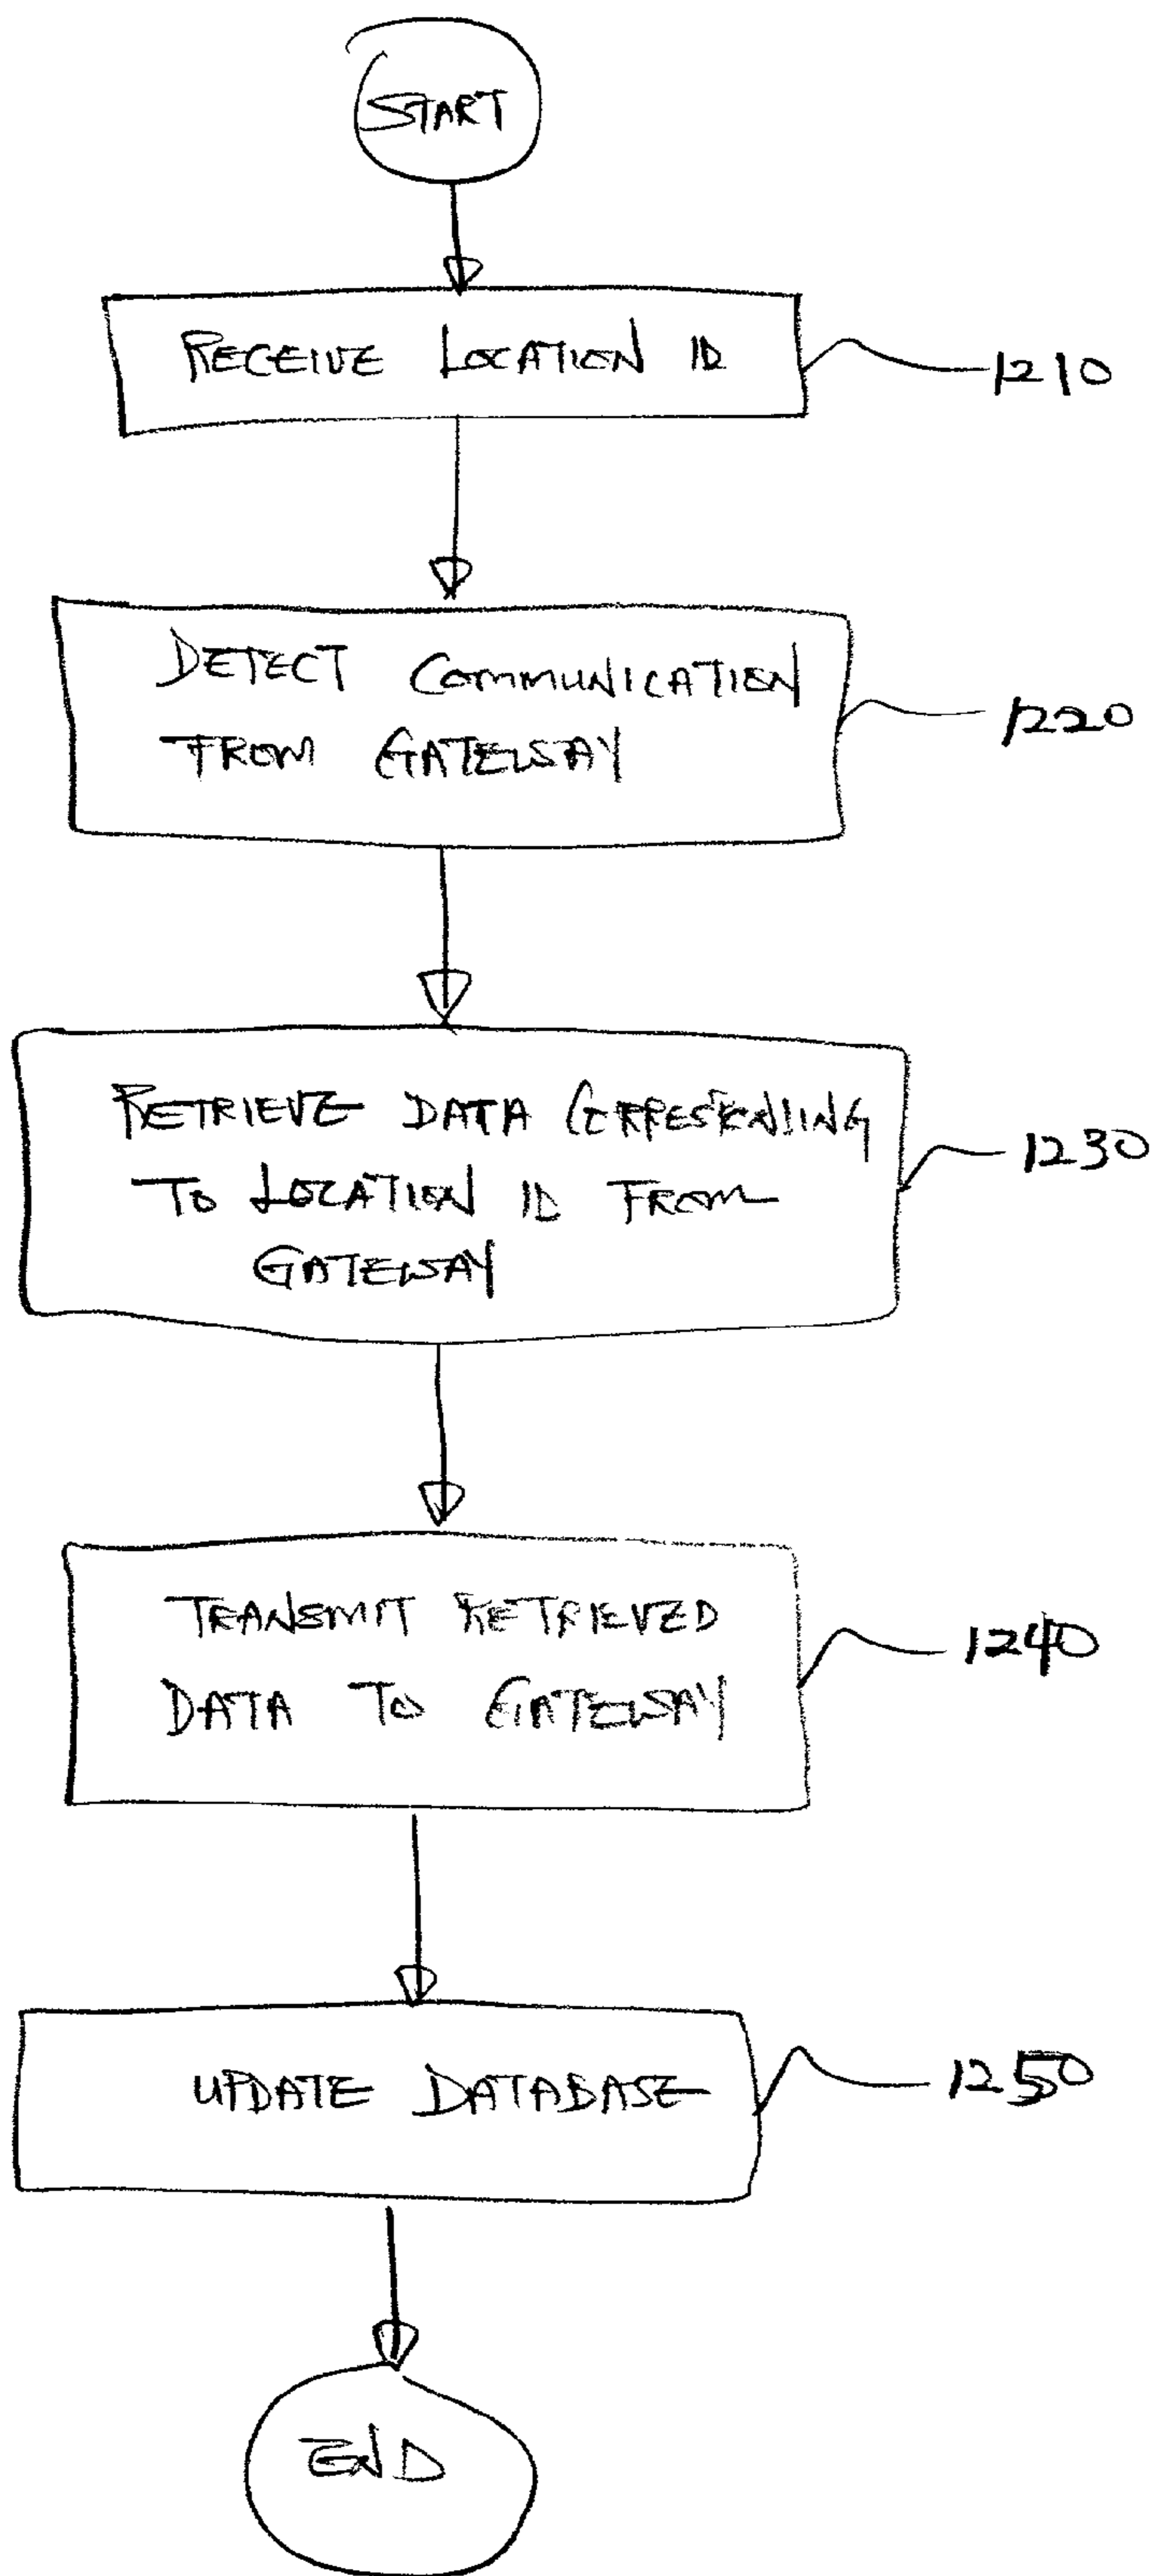 START
RECEIVE LOCATION ID
1210
DETECT COMMUNICATION
FROM GATEWAY
1220
RETRIEVE DATA CORRESPONDING
TO LOCATION ID FROM
GATEWAY
1230
TRANSMIT RETRIEVED
DATA TO GATEWAY
1240
UPDATE DATABASE
1250
END